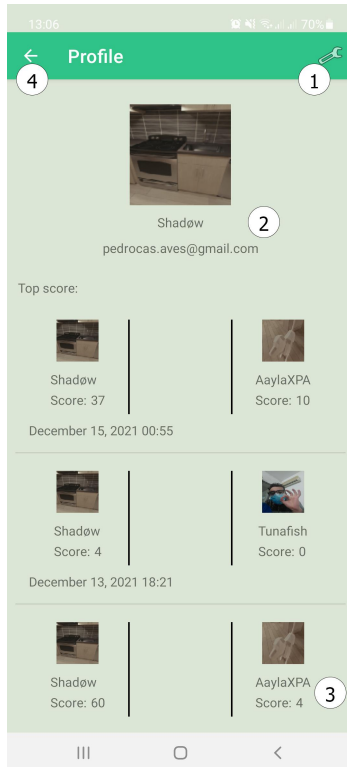 13:06 70%
Profile
4
1
Shadøw
2
pedrocas.aves@gmail.com
Top score:
Shadøw AaylaXPA
Score: 37 Score: 10
December 15, 2021 00:55
Shadøw Tunafish
Score: 4 Score: 0
December 13, 2021 18:21
Shadøw AaylaXPA
Score: 60 Score: 4
3